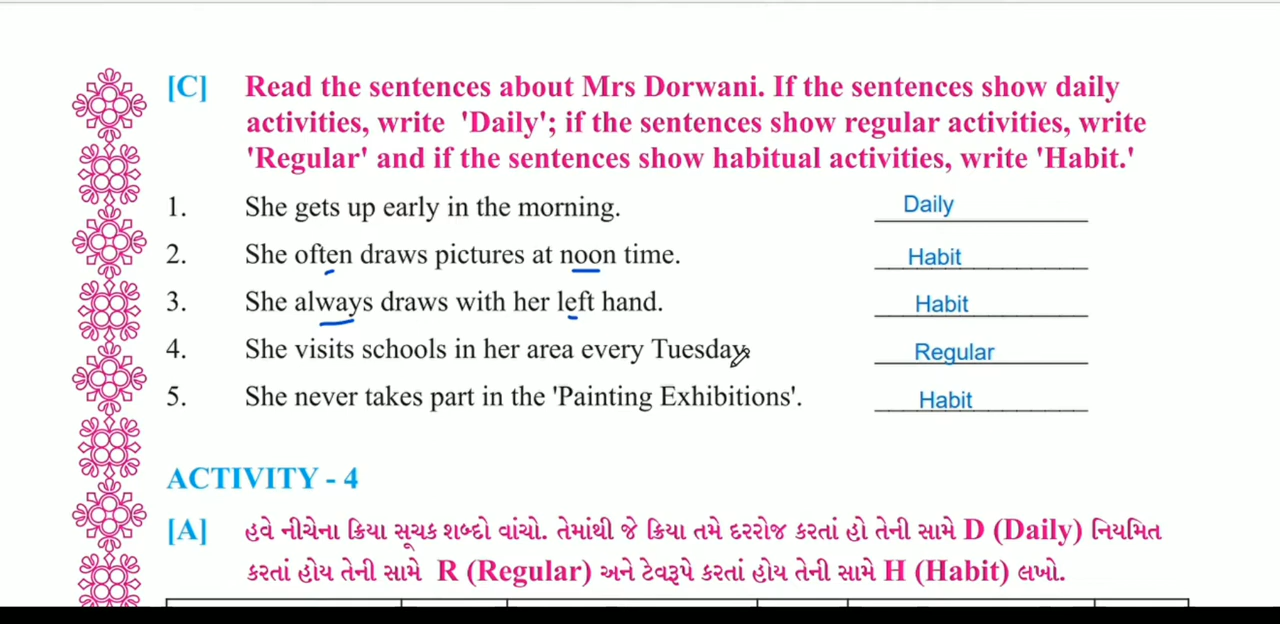 [C] Read the sentences about Mrs Dorwani. If the sentences show daily
activities, write 'Daily'; if the sentences show regular activities, write
'Regular' and if the sentences show habitual activities, write 'Habit.'
1. She gets up early in the morning. Daily
2. She often draws pictures at noon time. Habit
3. She always draws with her left hand. Habit
4. She visits schools in her area every Tuesday Regular
5. She never takes part in the 'Painting Exhibitions'. Habit
ACTIVITY - 4
[A] હવે નીચેના ક્રિયા સૂચક શબ્દો વાંચો. તેમાંથી જે ક્રિયા તમે દરરોજ કરતાં હો તેની સામે D (Daily) નિયમિત
કરતાં હોય તેની સામે R (Regular) અને ટેવરૂપે કરતાં હોય તેની સામે H (Habit) લખો.